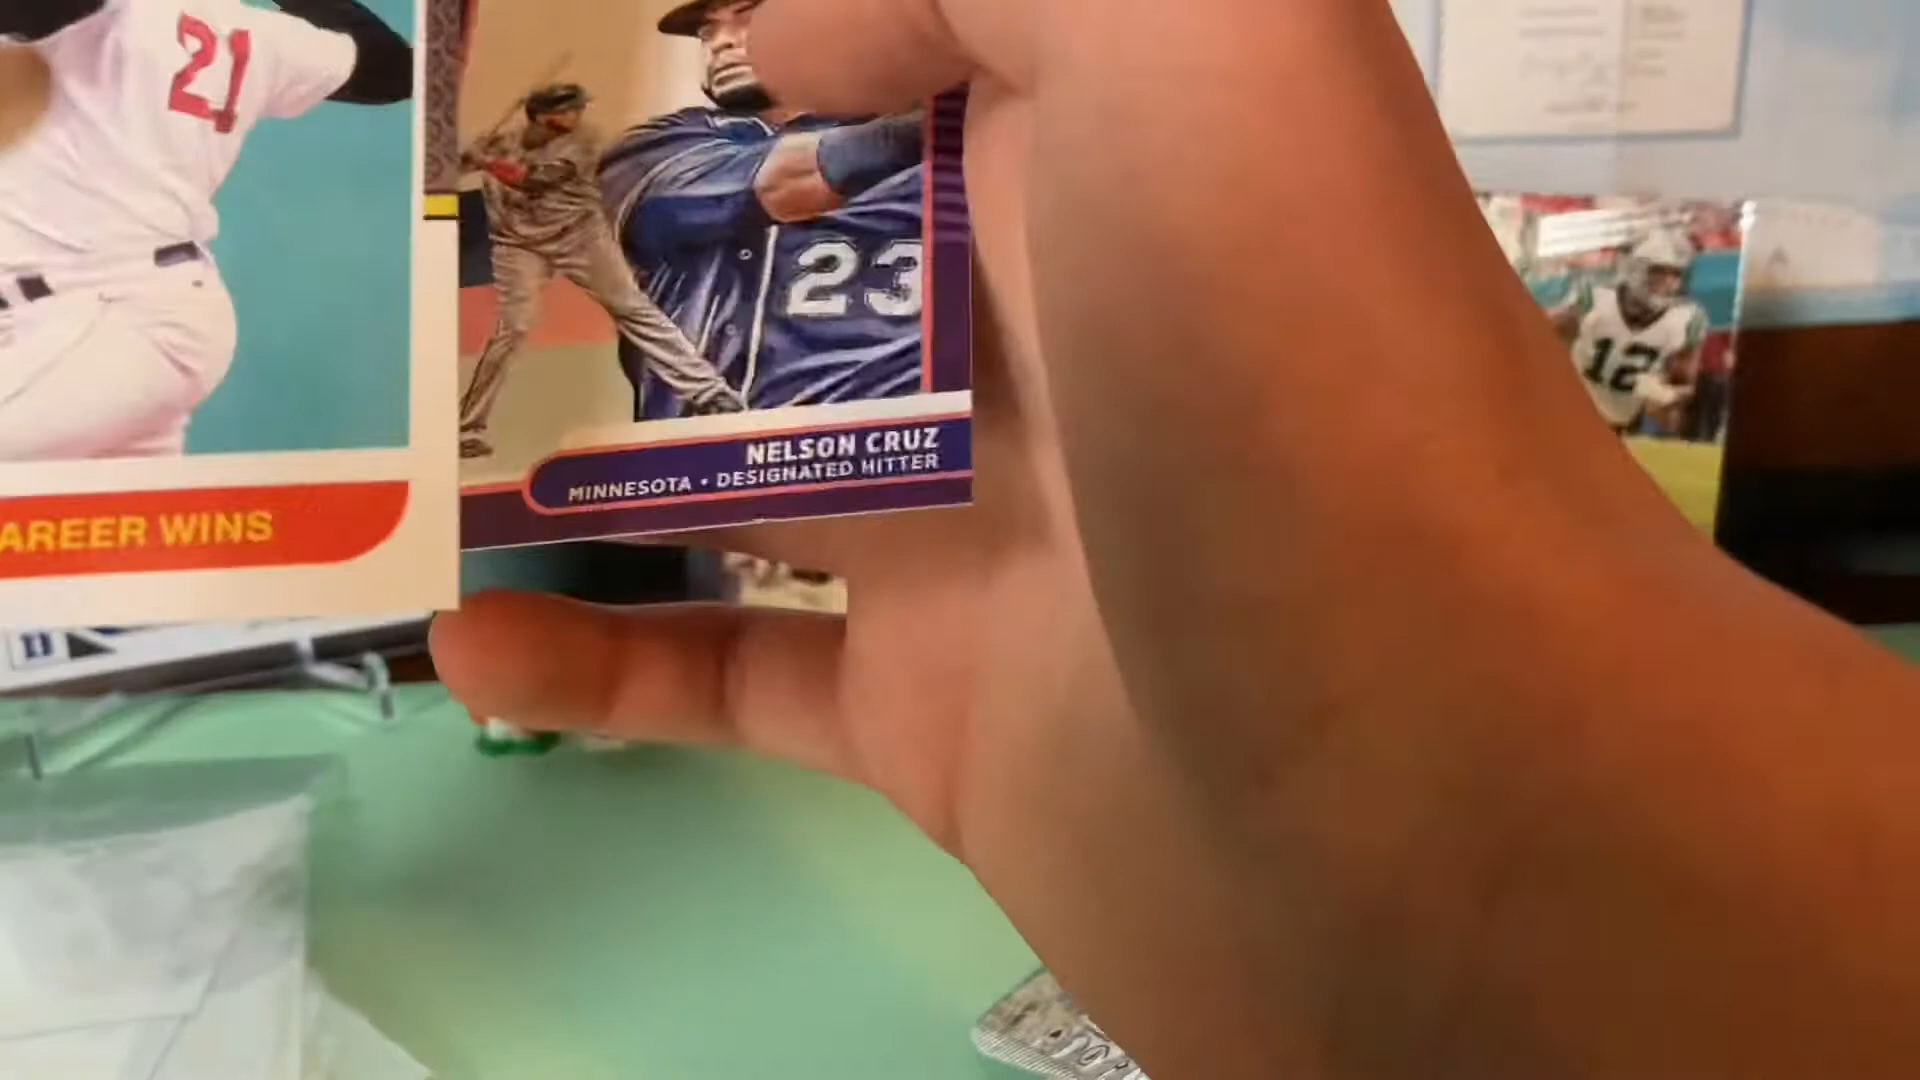 21
23
NELSON CRUZ
MINNESOTA • DESIGNATED HITTER
12
AREER WINS